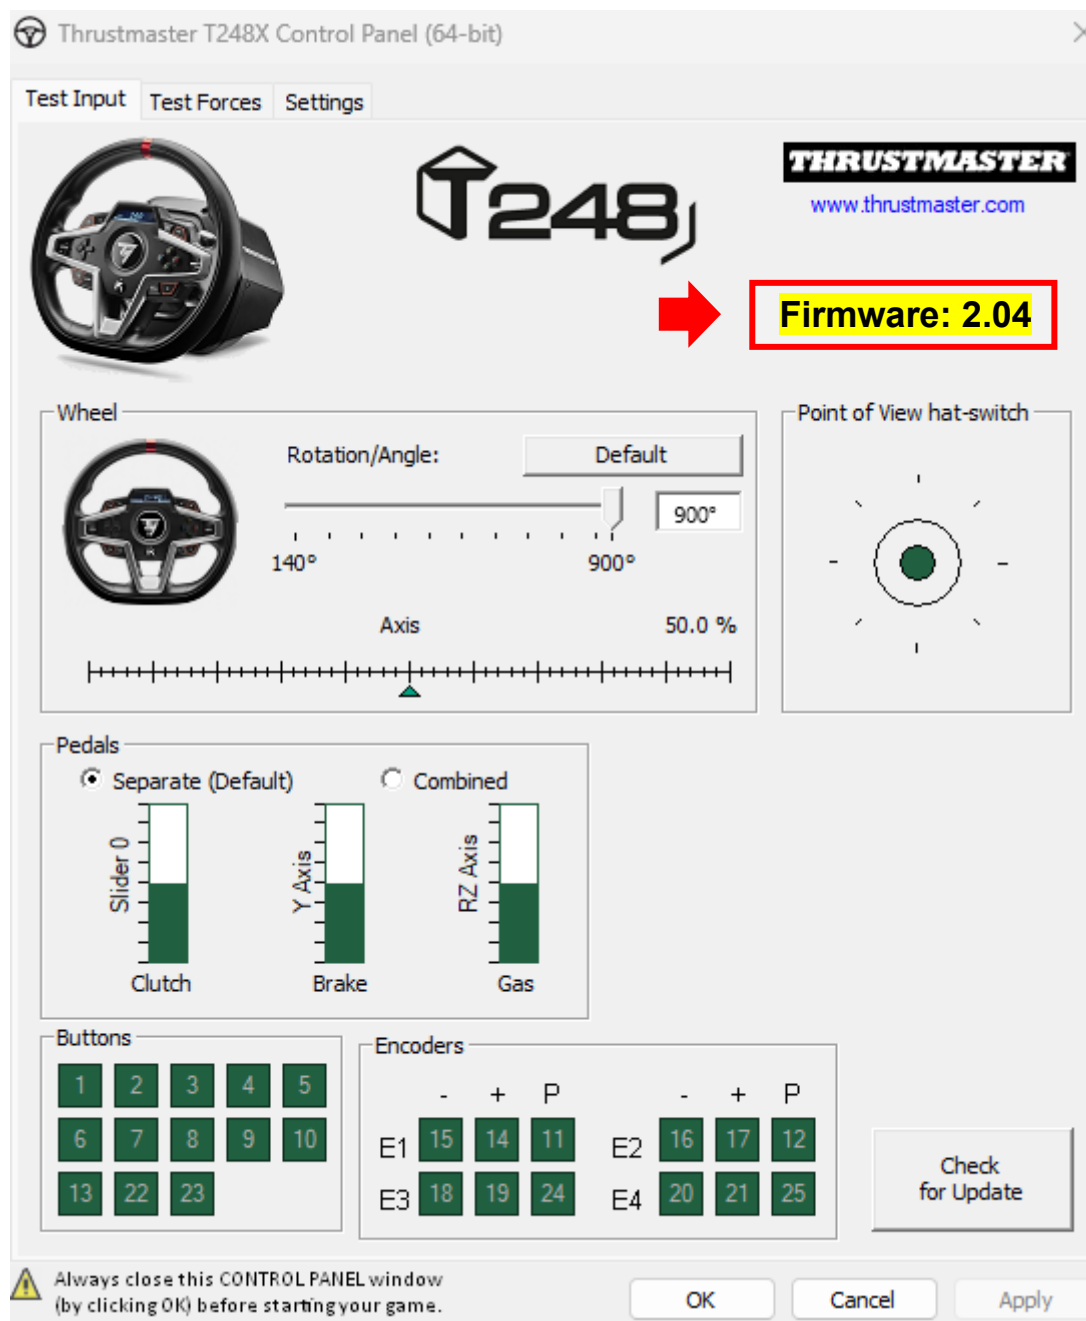 Thrustmaster T248X Control Panel (64-bit)
Test Input Test Forces Settings
T248
THRUSTMASTER
www.thrustmaster.com
Firmware: 2.04
Wheel
Rotation/Angle: Default
900°
140° 900°
Axis 50.0 %
Point of View hat-switch
Pedals
Separate (Default) Combined
Slider 0
Y Axis
RZ Axis
Clutch Brake Gas
Buttons
1 2 3 4 5
6 7 8 9 10
13 22 23
Encoders
- + P - + P
E1 15 14 11 E2 16 17 12
E3 18 19 24 E4 20 21 25
Check
for Update
Always close this CONTROL PANEL window
(by clicking OK) before starting your game.
OK Cancel Apply